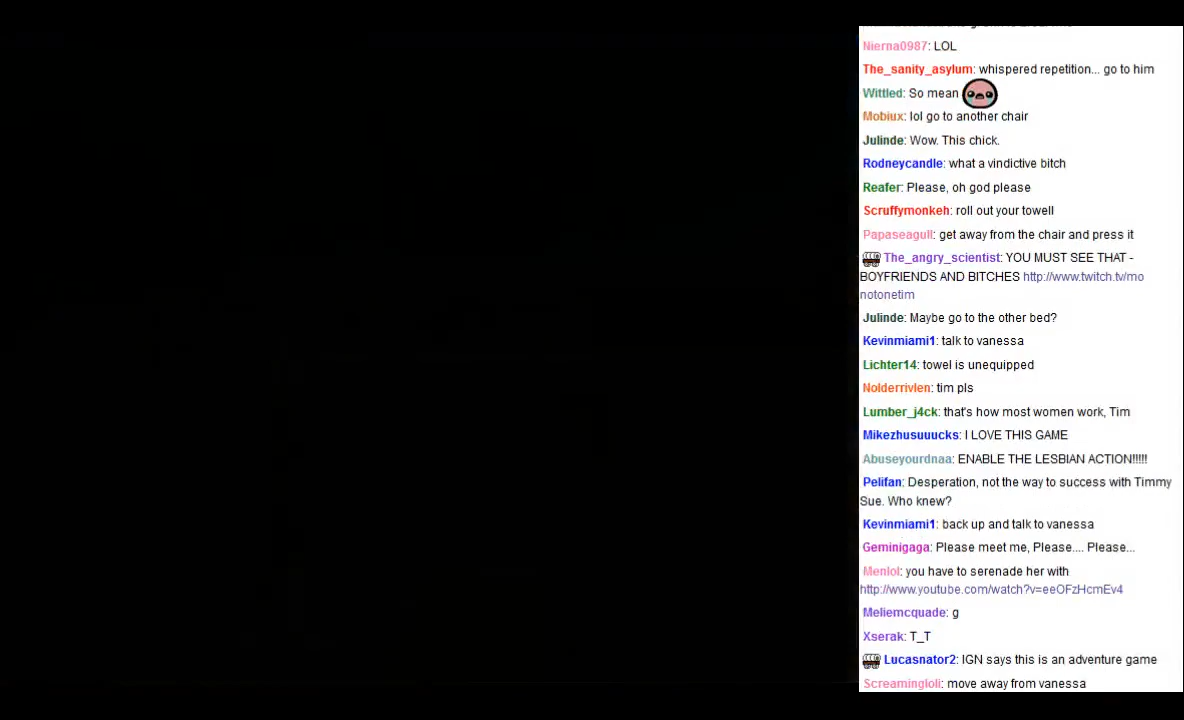 Nierna0987: LOL
The_sanity_asylum: whispered repetition... go to him
Wittled: So mean
Mobiux: lol go to another chair
Julinde: Wow. This chick.
Rodneycandle: what a vindictive bitch
Reafer: Please, oh god please
Scruffymonkeh: roll out your towell
Papaseagull: get away from the chair and press it
The_angry_scientist: YOU MUST SEE THAT -
BOYFRIENDS AND BITCHES http://www.twitch.tv/mo
notonetim
Julinde: Maybe go to the other bed?
Kevinmiami1: talk to vanessa
Lichter14: towel is unequipped
Nolderrivlen: tim pls
Lumber_j4ck: that's how most women work, Tim
Mikezhusuuucks: I LOVE THIS GAME
Abuseyourdnaa: ENABLE THE LESBIAN ACTION!!!!!
Pelifan: Desperation, not the way to success with Timmy
Sue. Who knew?
Kevinmiami1: back up and talk to vanessa
Geminigaga: Please meet me, Please.... Please...
Menlol: you have to serenade her with
http://www.youtube.com/watch?v=eeOFzHcmEv4
Meliemcquade: g
Xserak: T_T
Lucasnator2: IGN says this is an adventure game
Screamingloli: move away from vanessa